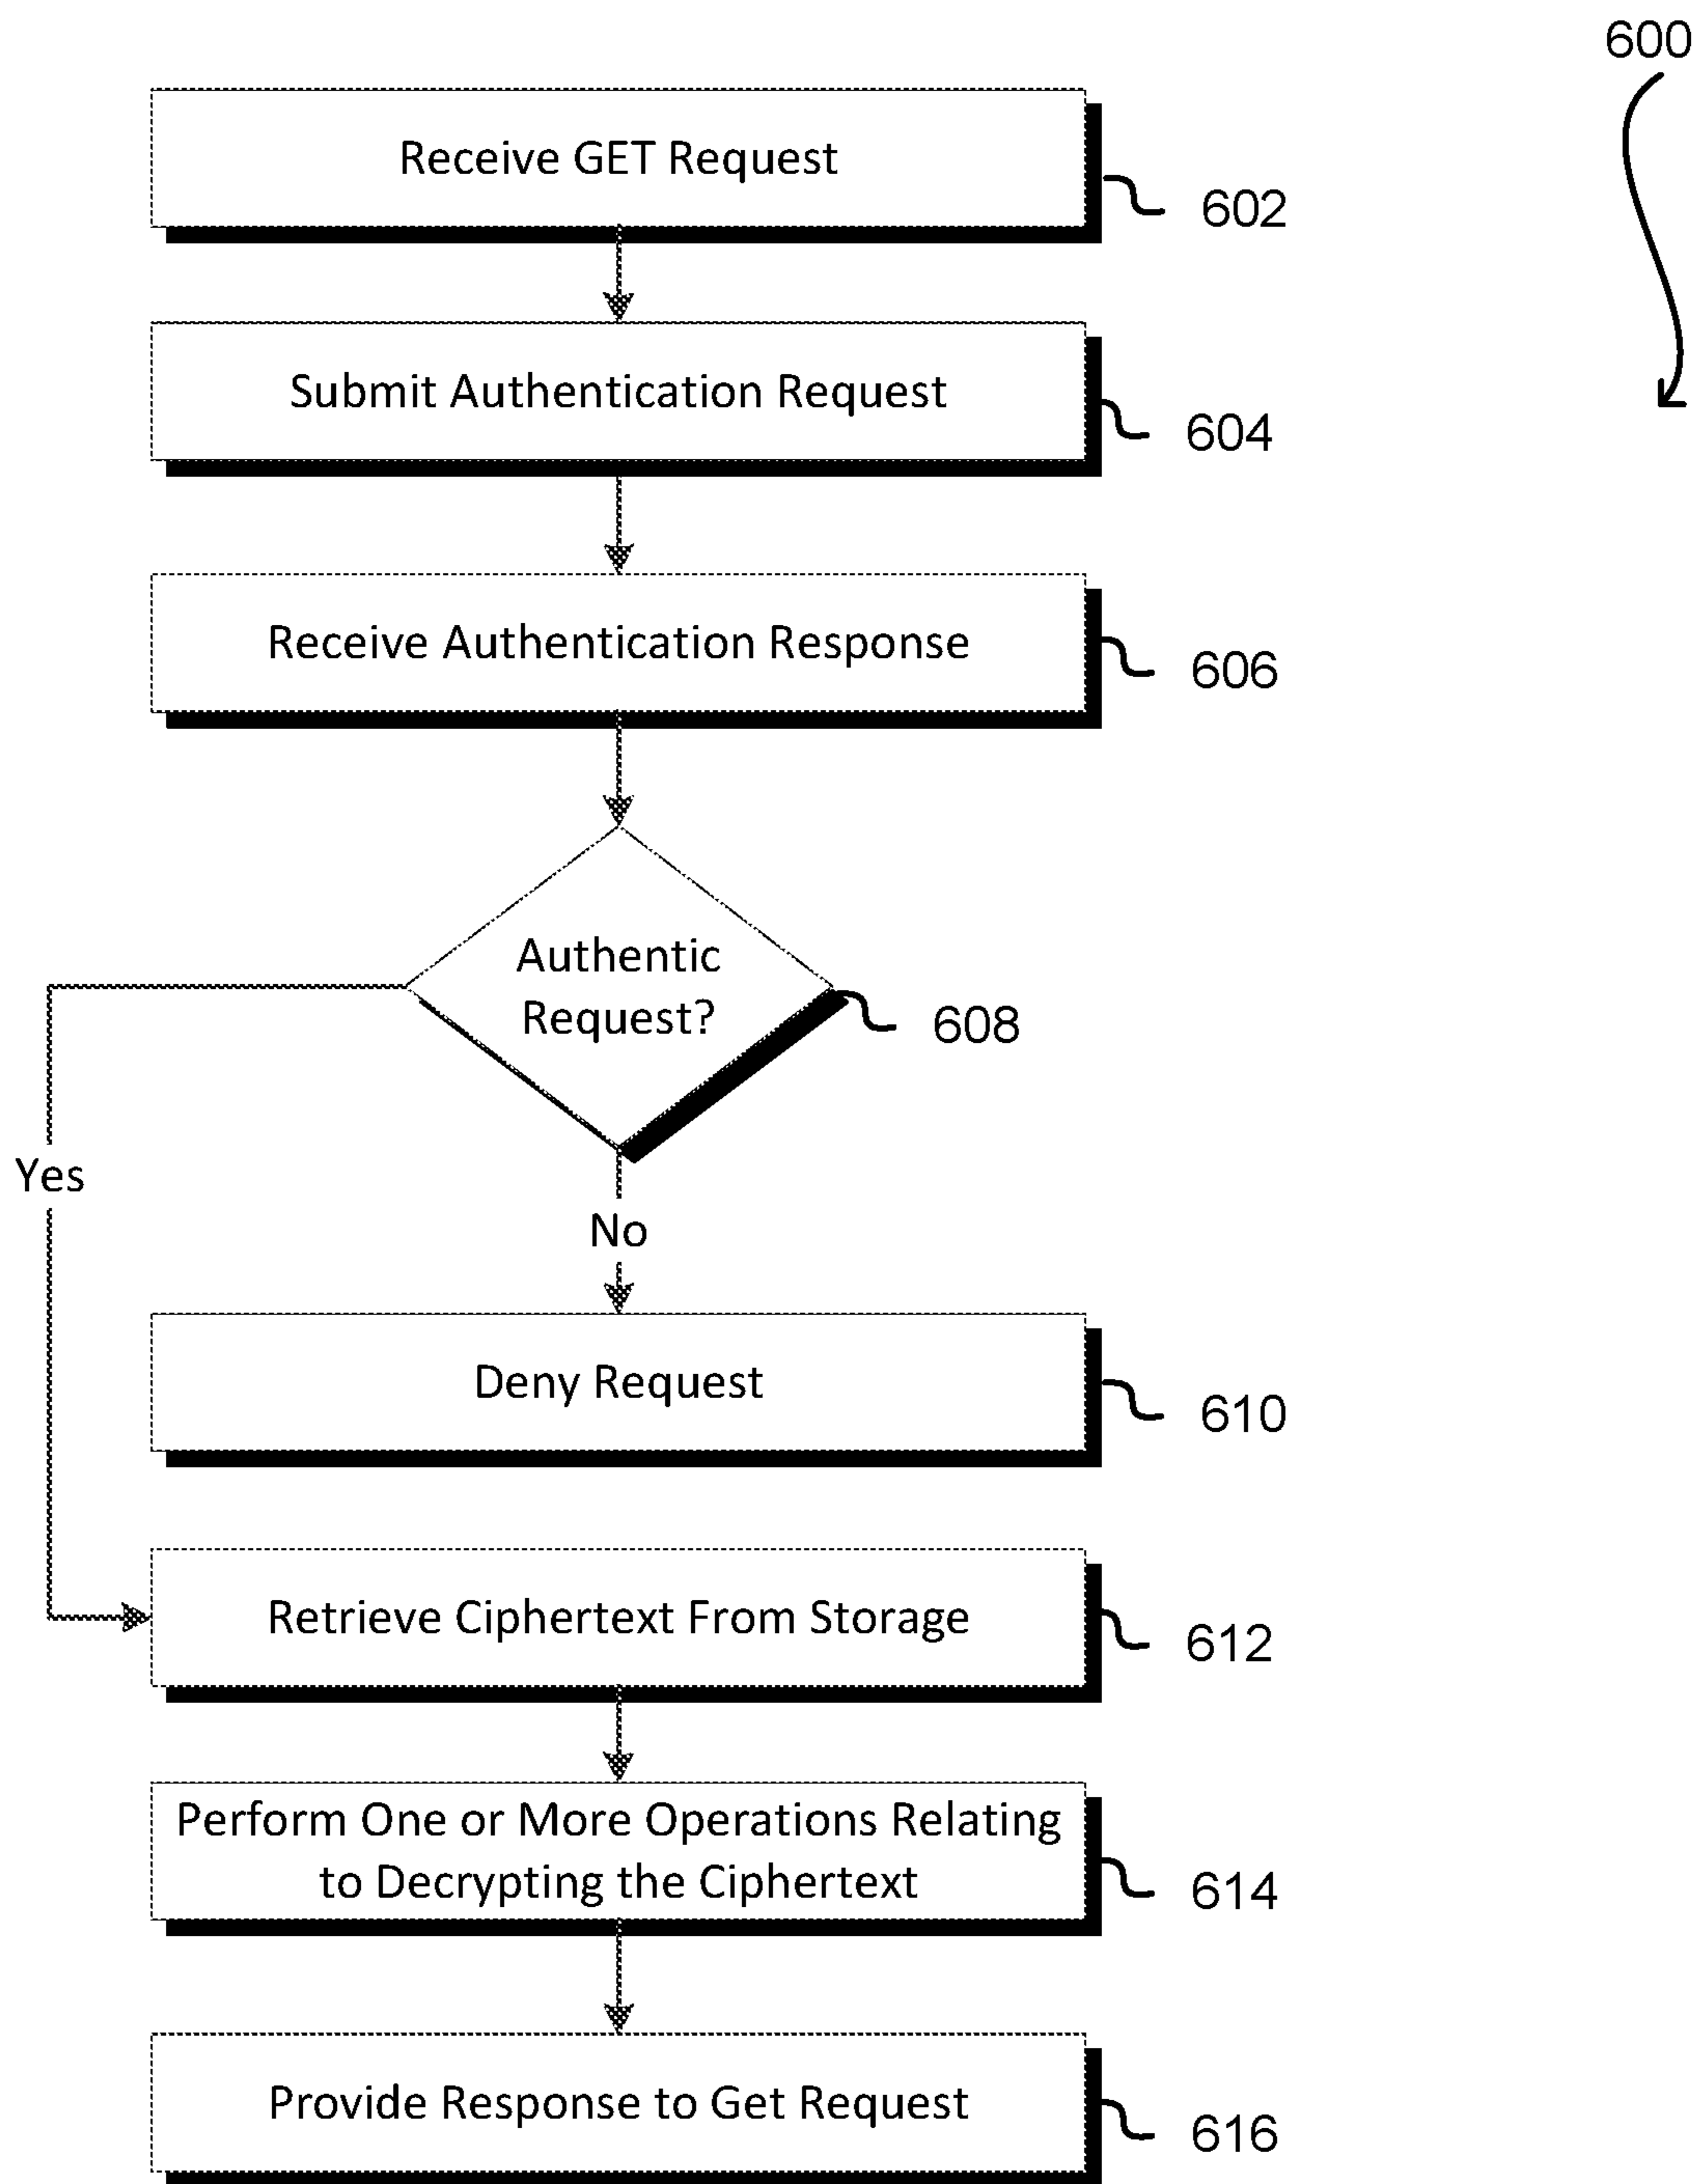 600
Receive GET Request
602
Submit Authentication Request
604
Receive Authentication Response
606
Authentic
Request?
608
Yes
No
Deny Request
610
Retrieve Ciphertext From Storage
612
Perform One or More Operations Relating
to Decrypting the Ciphertext
614
Provide Response to Get Request
616